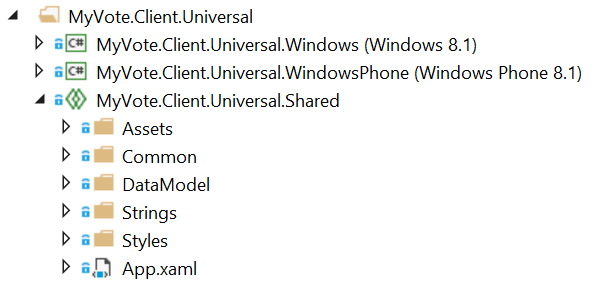 MyVote.Client.Universal
C# MyVote.Client.Universal.Windows (Windows 8.1)
C# MyVote.Client.Universal.WindowsPhone (Windows Phone 8.1)
MyVote.Client.Universal.Shared
Assets
Common
DataModel
Strings
Styles
App.xaml